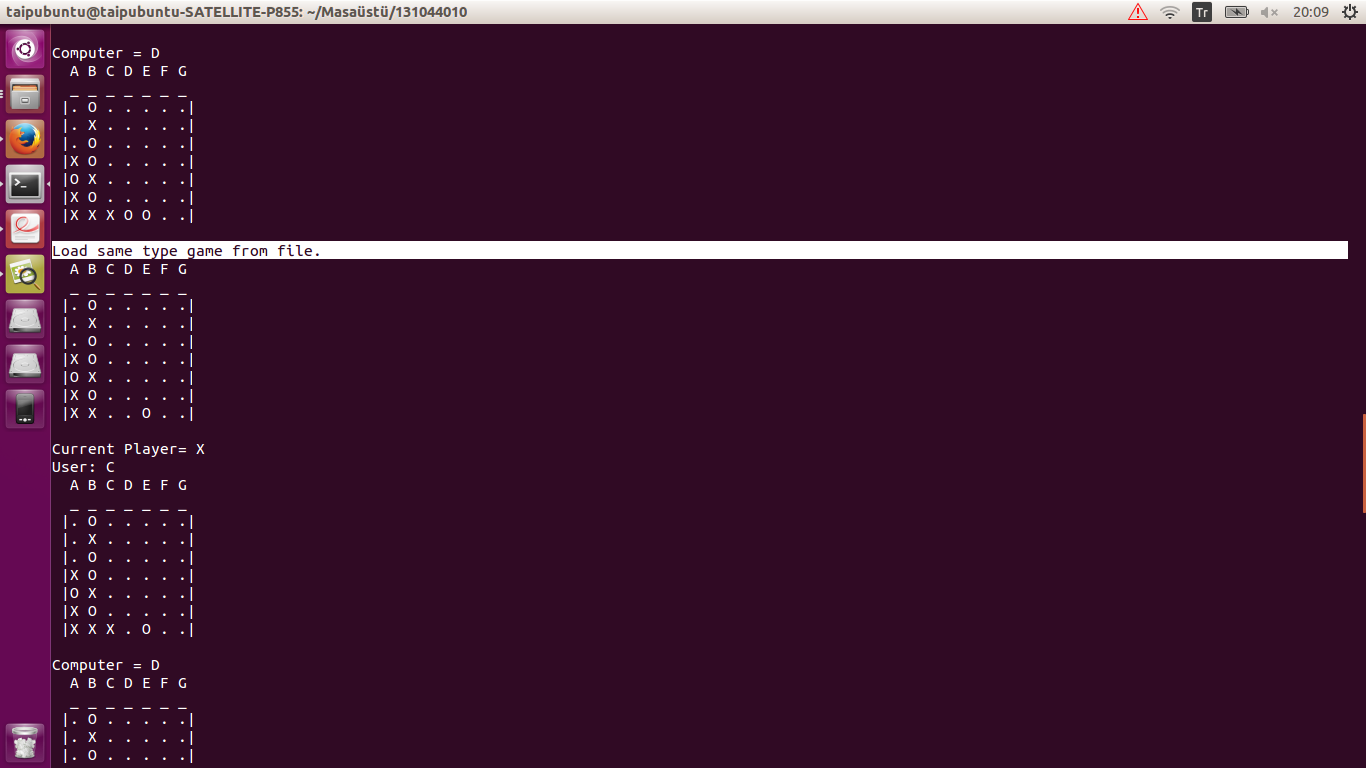 taipubuntu@taipubuntu-SATELLITE-P855: ~/Masaüstü/131044010
Tr
20:09
Computer = D
  A B C D E F G
  _ _ _ _ _ _ _
 |. O . . . . .|
 |. X . . . . .|
 |. O . . . . .|
 |X O . . . . .|
 |O X . . . . .|
 |X O . . . . .|
 |X X X O O . .|
Load same type game from file.
  A B C D E F G
  _ _ _ _ _ _ _
 |. O . . . . .|
 |. X . . . . .|
 |. O . . . . .|
 |X O . . . . .|
 |O X . . . . .|
 |X O . . . . .|
 |X X . . O . .|
Current Player= X
User: C
  A B C D E F G
  _ _ _ _ _ _ _
 |. O . . . . .|
 |. X . . . . .|
 |. O . . . . .|
 |X O . . . . .|
 |O X . . . . .|
 |X O . . . . .|
 |X X X . O . .|
Computer = D
  A B C D E F G
  _ _ _ _ _ _ _
 |. O . . . . .|
 |. X . . . . .|
 |. O . . . . .|